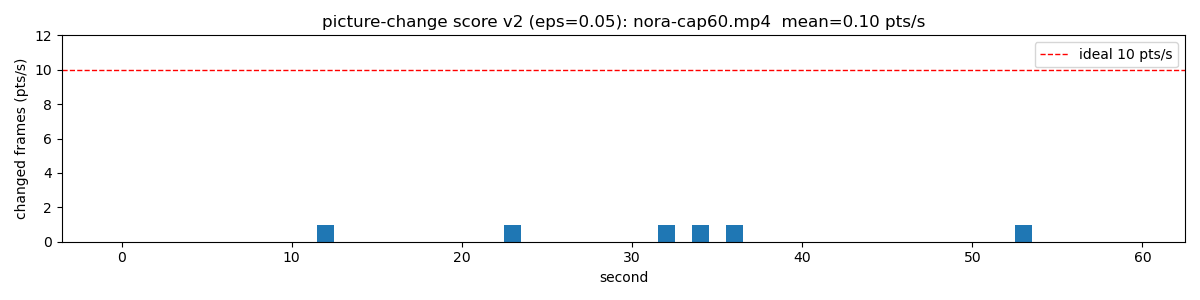 picture-change score v2 (eps=0.05): nora-cap60.mp4  mean=0.10 pts/s
changed frames (pts/s)
12
10
8
6
4
2
0
ideal 10 pts/s
0 10 20 30 40 50 60
second